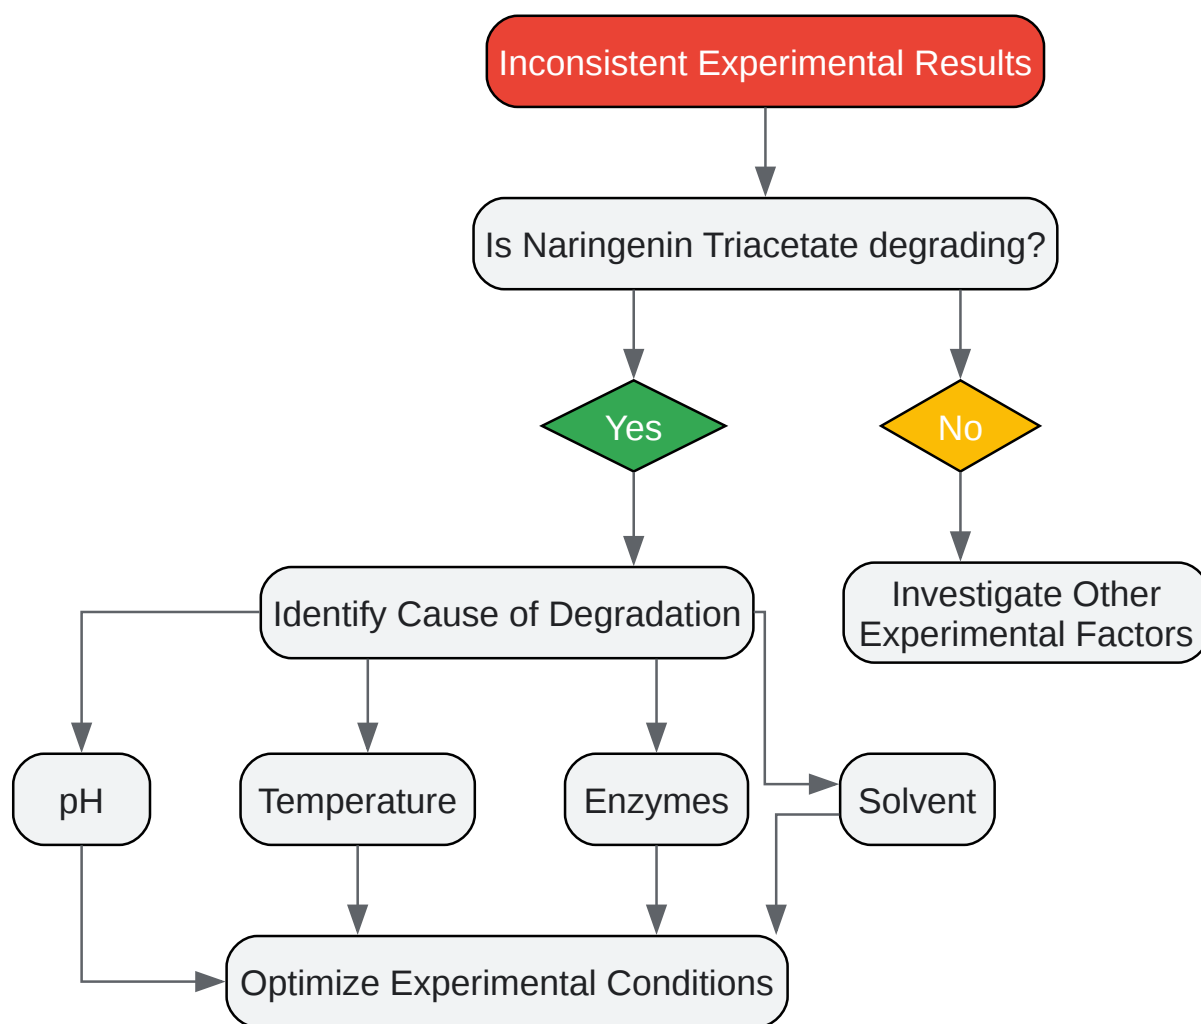 Inconsistent Experimental Results
Is Naringenin Triacetate degrading?
Yes
No
Identify Cause of Degradation
Investigate Other
Experimental Factors
pH
Temperature
Enzymes
Solvent
Optimize Experimental Conditions